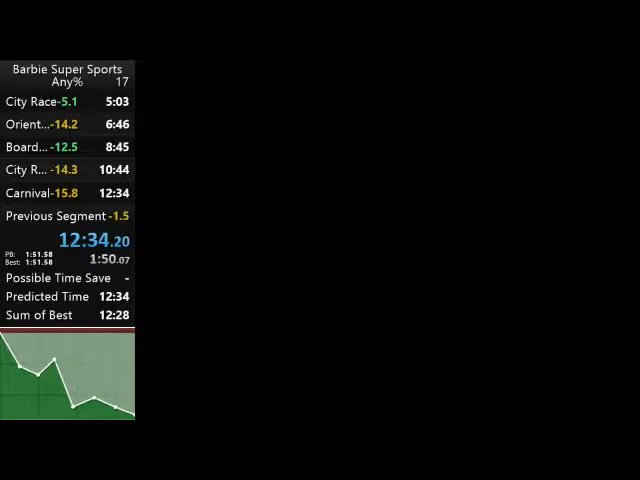 Barbie Super Sports
Any% 17
City Race -5.1 5:03
Orient... -14.2 6:46
Board... -12.5 8:45
City R... -14.3 10:44
Carnival -15.8 12:34
Previous Segment -1.5
12:34.20
PB: 1:51.58
Best: 1:51.58
1:50.07
Possible Time Save -
Predicted Time 12:34
Sum of Best 12:28